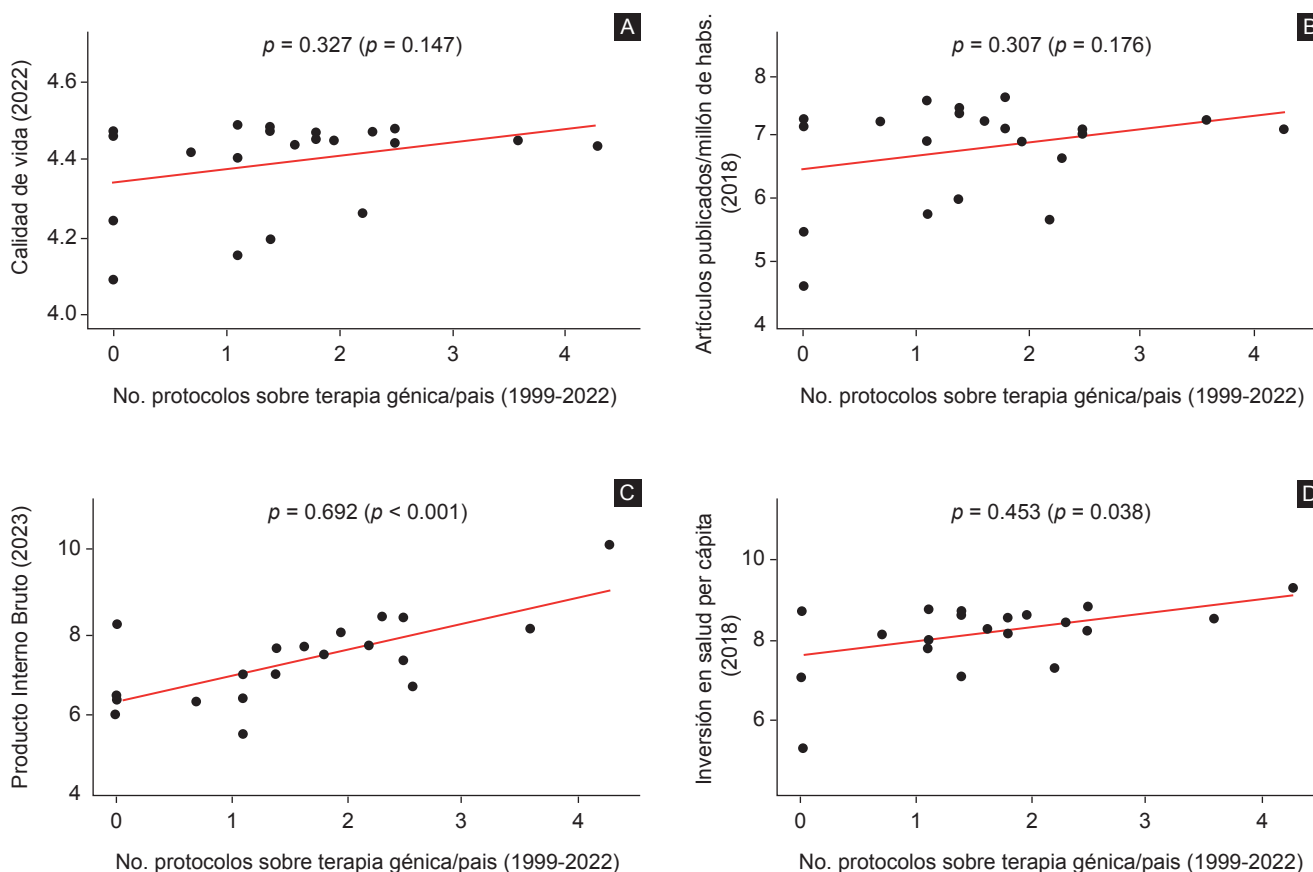 A
p = 0.327 (p = 0.147)
Calidad de vida (2022)
4.6
4.4
4.2
4.0
0 1 2 3 4
No. protocolos sobre terapia génica/pais (1999-2022)
B
p = 0.307 (p = 0.176)
Artículos publicados/millón de habs.
(2018)
8
7
6
5
4
0 1 2 3 4
No. protocolos sobre terapia génica/pais (1999-2022)
C
p = 0.692 (p < 0.001)
Producto Interno Bruto (2023)
10
8
6
4
0 1 2 3 4
No. protocolos sobre terapia génica/pais (1999-2022)
D
p = 0.453 (p = 0.038)
Inversión en salud per cápita
(2018)
10
8
6
0 1 2 3 4
No. protocolos sobre terapia génica/pais (1999-2022)